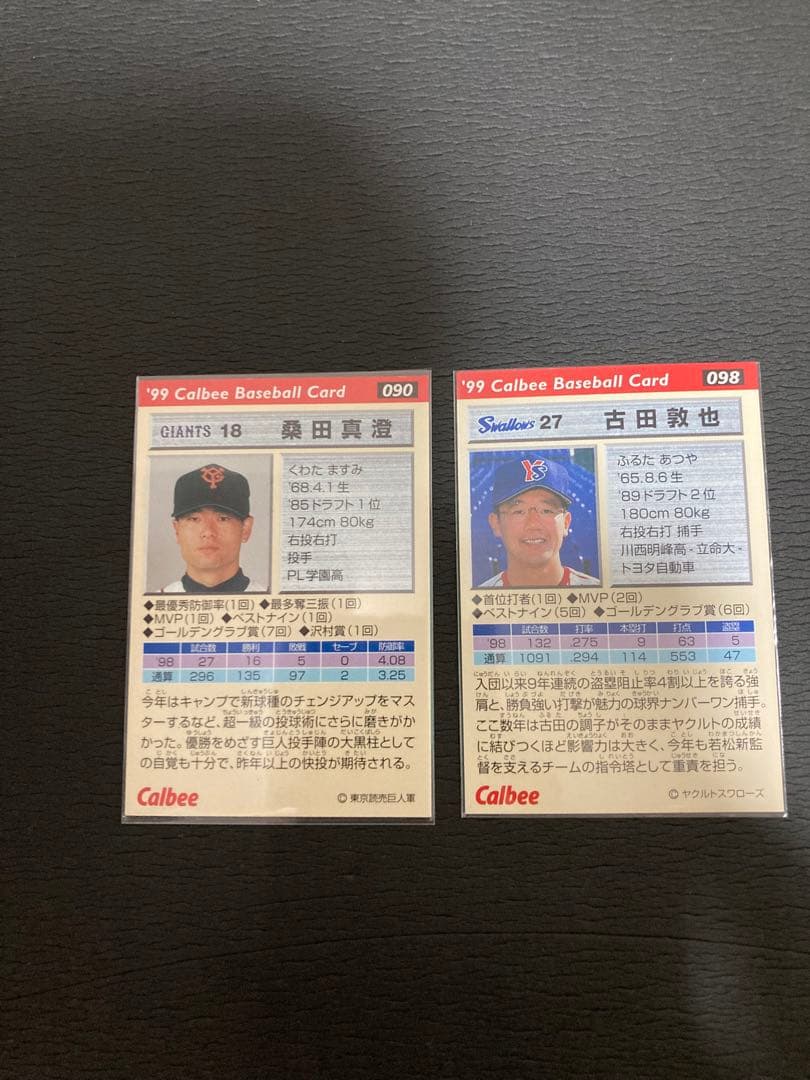 '99 Calbee Baseball Card 090
GIANTS 18 桑田真澄
くわた ますみ
'68.4.1生
'85ドラフト1位
174cm 80kg
右投右打
投手
PL学園高
◆最優秀防御率(1回) ◆最多奪三振(1回)
◆MVP(1回) ◆ベストナイン(1回)
◆ゴールデングラブ賞(7回) ◆沢村賞(1回)
試合数 勝利 敗戦 セーブ 防御率
'98 27 16 5 0 4.08
通算 296 135 97 2 3.25
今年はキャンプで新球種のチェンジアップをマス
ターするなど、超一級の投球術にさらに磨きがか
かった。優勝をめざす巨人投手陣の大黒柱として
の自覚も十分で、昨年以上の快投が期待される。
Calbee
© 東京読売巨人軍
'99 Calbee Baseball Card 098
Swallows 27 古田敦也
ふるた あつや
'65.8.6生
'89ドラフト2位
180cm 80kg
右投右打 捕手
川西明峰高-立命大-
トヨタ自動車
◆首位打者(1回) ◆MVP(2回)
◆ベストナイン(5回) ◆ゴールデングラブ賞(6回)
試合数 打率 本塁打 打点 盗塁
'98 132 .275 9 63 5
通算 1091 .294 114 553 47
入団以来9年連続の盗塁阻止率4割以上を誇る強
肩と、勝負強い打撃が魅力の球界ナンバーワン捕手。
ここ数年は古田の調子がそのままヤクルトの成績
に結びつくほど影響力は大きく、今年も若松新監
督を支えるチームの指令塔として重責を担う。
Calbee
© ヤクルトスワローズ